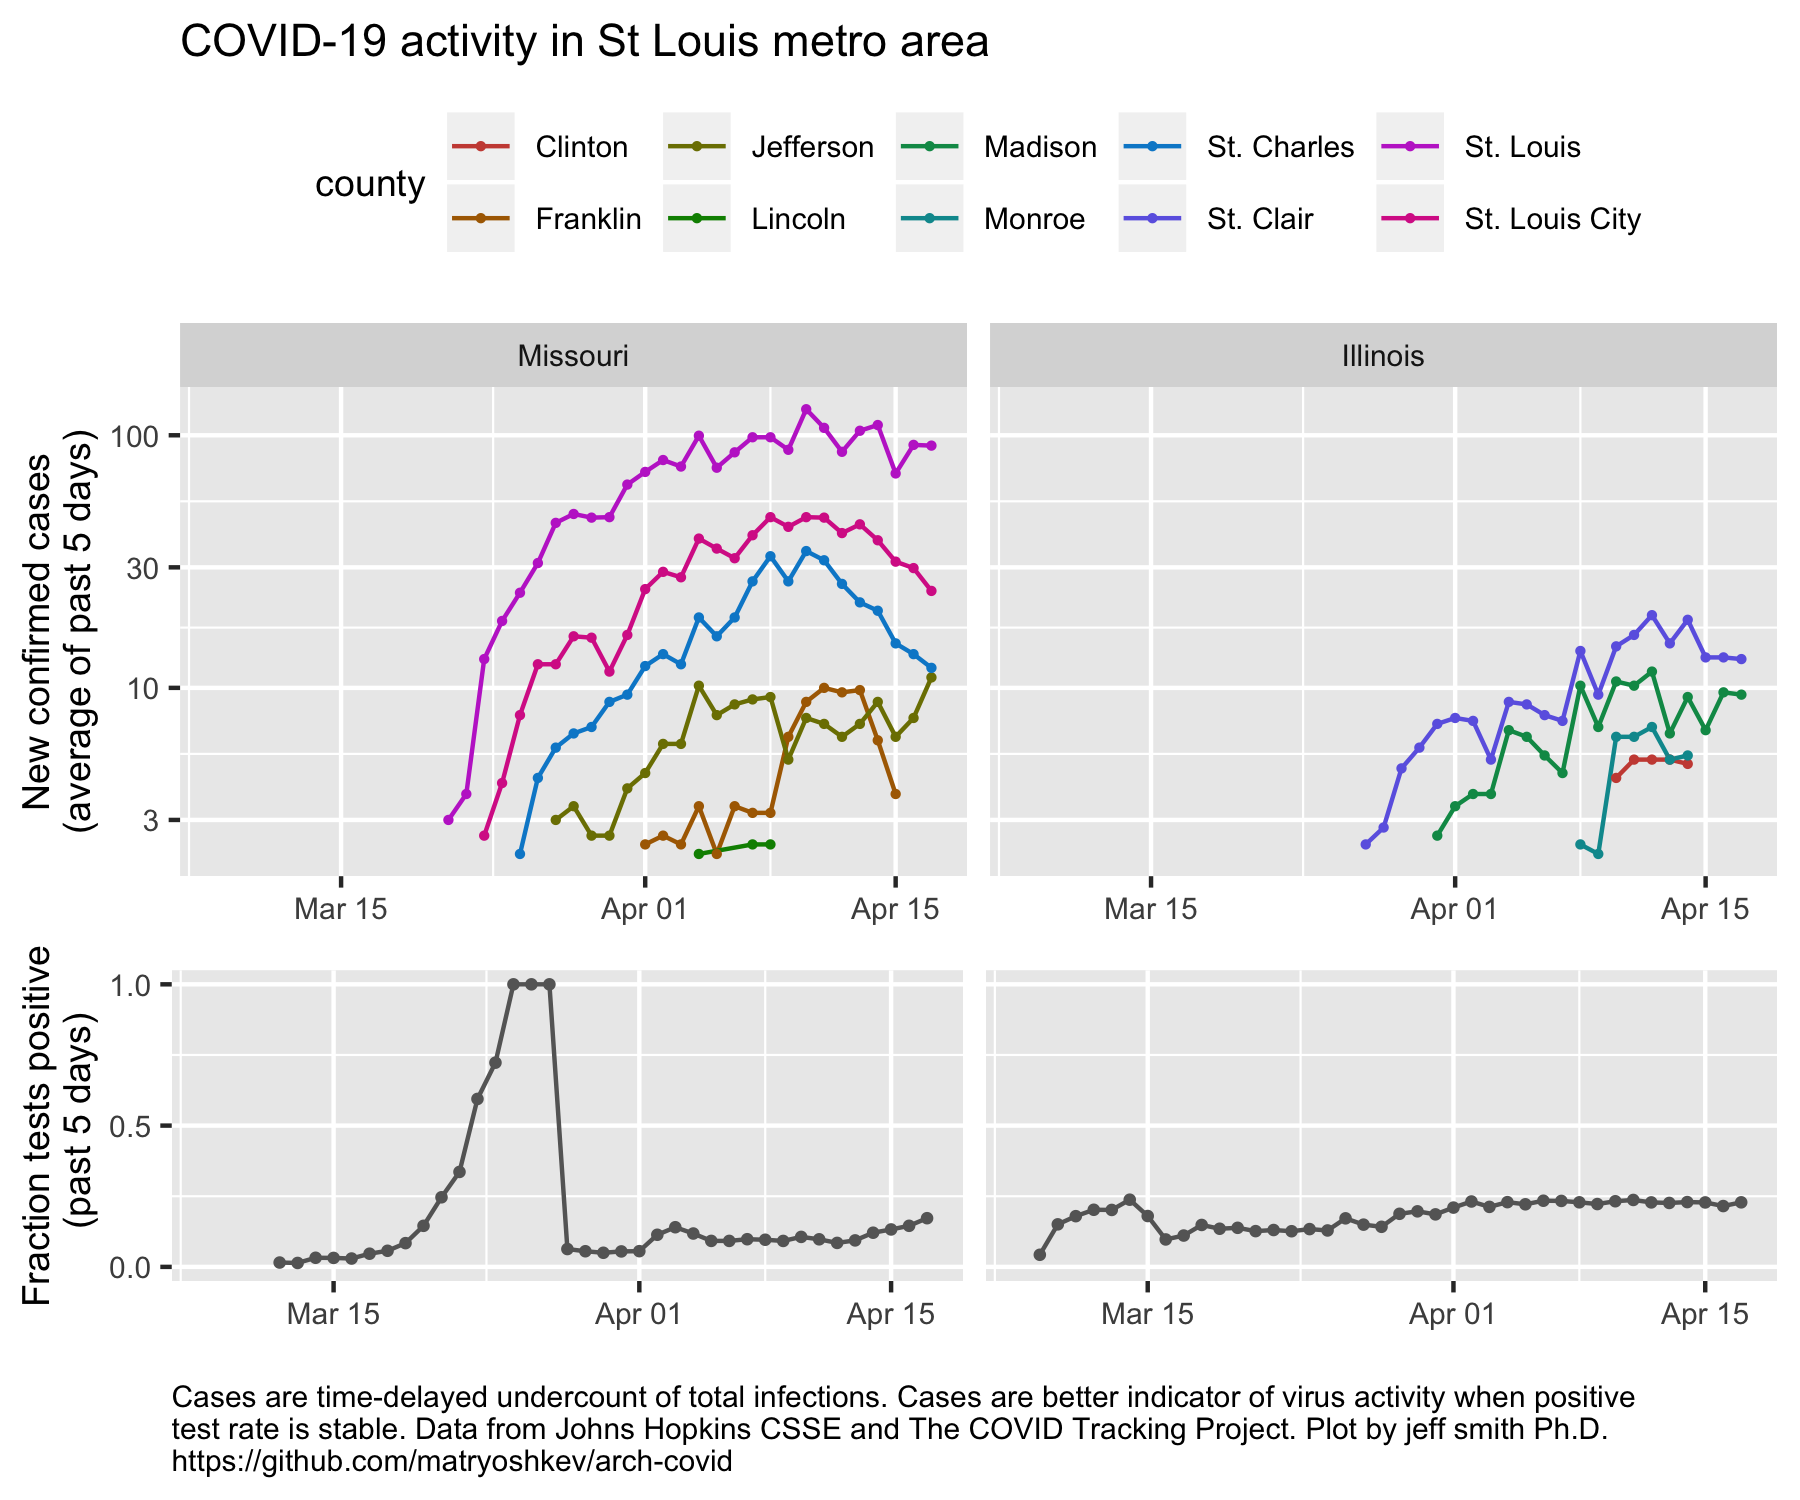 COVID-19 activity in St Louis metro area
county
Clinton
Jefferson
Madison
St. Charles
St. Louis
Franklin
Lincoln
Monroe
St. Clair
St. Louis City
Missouri
Illinois
New confirmed cases
(average of past 5 days)
100
30
10
3
Mar 15
Apr 01
Apr 15
Mar 15
Apr 01
Apr 15
Fraction tests positive
(past 5 days)
1.0
0.5
0.0
Mar 15
Apr 01
Apr 15
Mar 15
Apr 01
Apr 15
Cases are time-delayed undercount of total infections. Cases are better indicator of virus activity when positive
test rate is stable. Data from Johns Hopkins CSSE and The COVID Tracking Project. Plot by jeff smith Ph.D.
https://github.com/matryoshkev/arch-covid